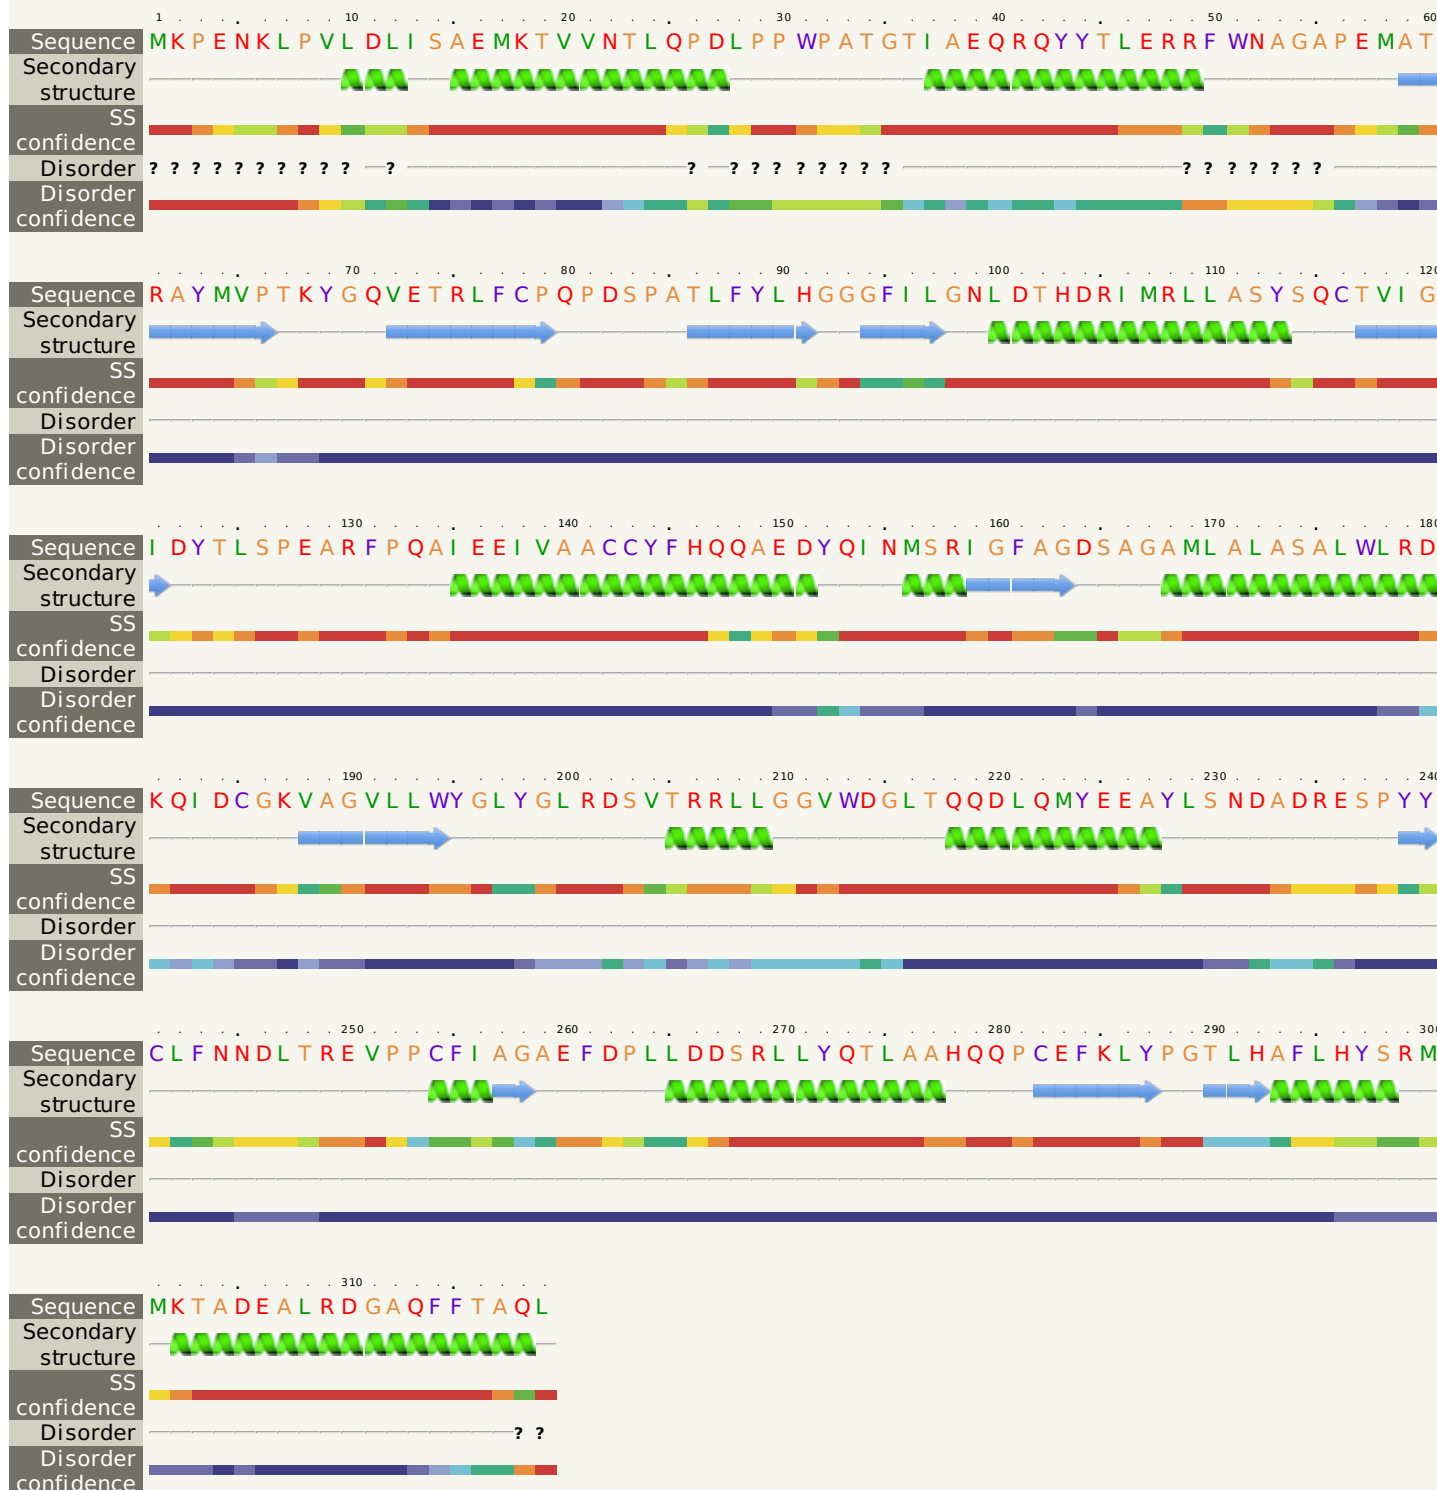 1 10 20 30 40 50 60
Sequence MKPENKLPVLDLISAEMKTVVNTLQPDLPPWPATGTIAEQRQYYTLERRFWNAGAPEMAT
Secondary
structure
SS
confidence
Disorder ? ? ? ? ? ? ? ? ? ? ? ? ? ? ? ? ? ? ? ? ? ? ? ? ? ? ?
Disorder
confidence
70 80 90 100 110 120
Sequence RAYMVPTKYGQVETRLFCPQPDSPATLFYLHGGGFILGNLDTHDRIMRLLASYSQCTVIG
Secondary
structure
SS
confidence
Disorder
Disorder
confidence
130 140 150 160 170 180
Sequence IDYTLSPEARFPQAIEEIVAACCYFHQQAEDYQINMSRIGFAGDSAGAMLALASALWLRD
Secondary
structure
SS
confidence
Disorder
Disorder
confidence
190 200 210 220 230 240
Sequence KQIDCGKVAGVLLWYGLYGLRDSVTRRLLGGVWDGLTQQDLQMYEEAYLSNDADRESPYY
Secondary
structure
SS
confidence
Disorder
Disorder
confidence
250 260 270 280 290 300
Sequence CLFNNDLTREVPPCFIAGAEFDPLLDDSRLLYQTLAAHQQPCEFKLYPGTLHAFLHYSRM
Secondary
structure
SS
confidence
Disorder
Disorder
confidence
310
Sequence MKTADEALRDGAQFFTAQL
Secondary
structure
SS
confidence
Disorder ? ?
Disorder
confidence